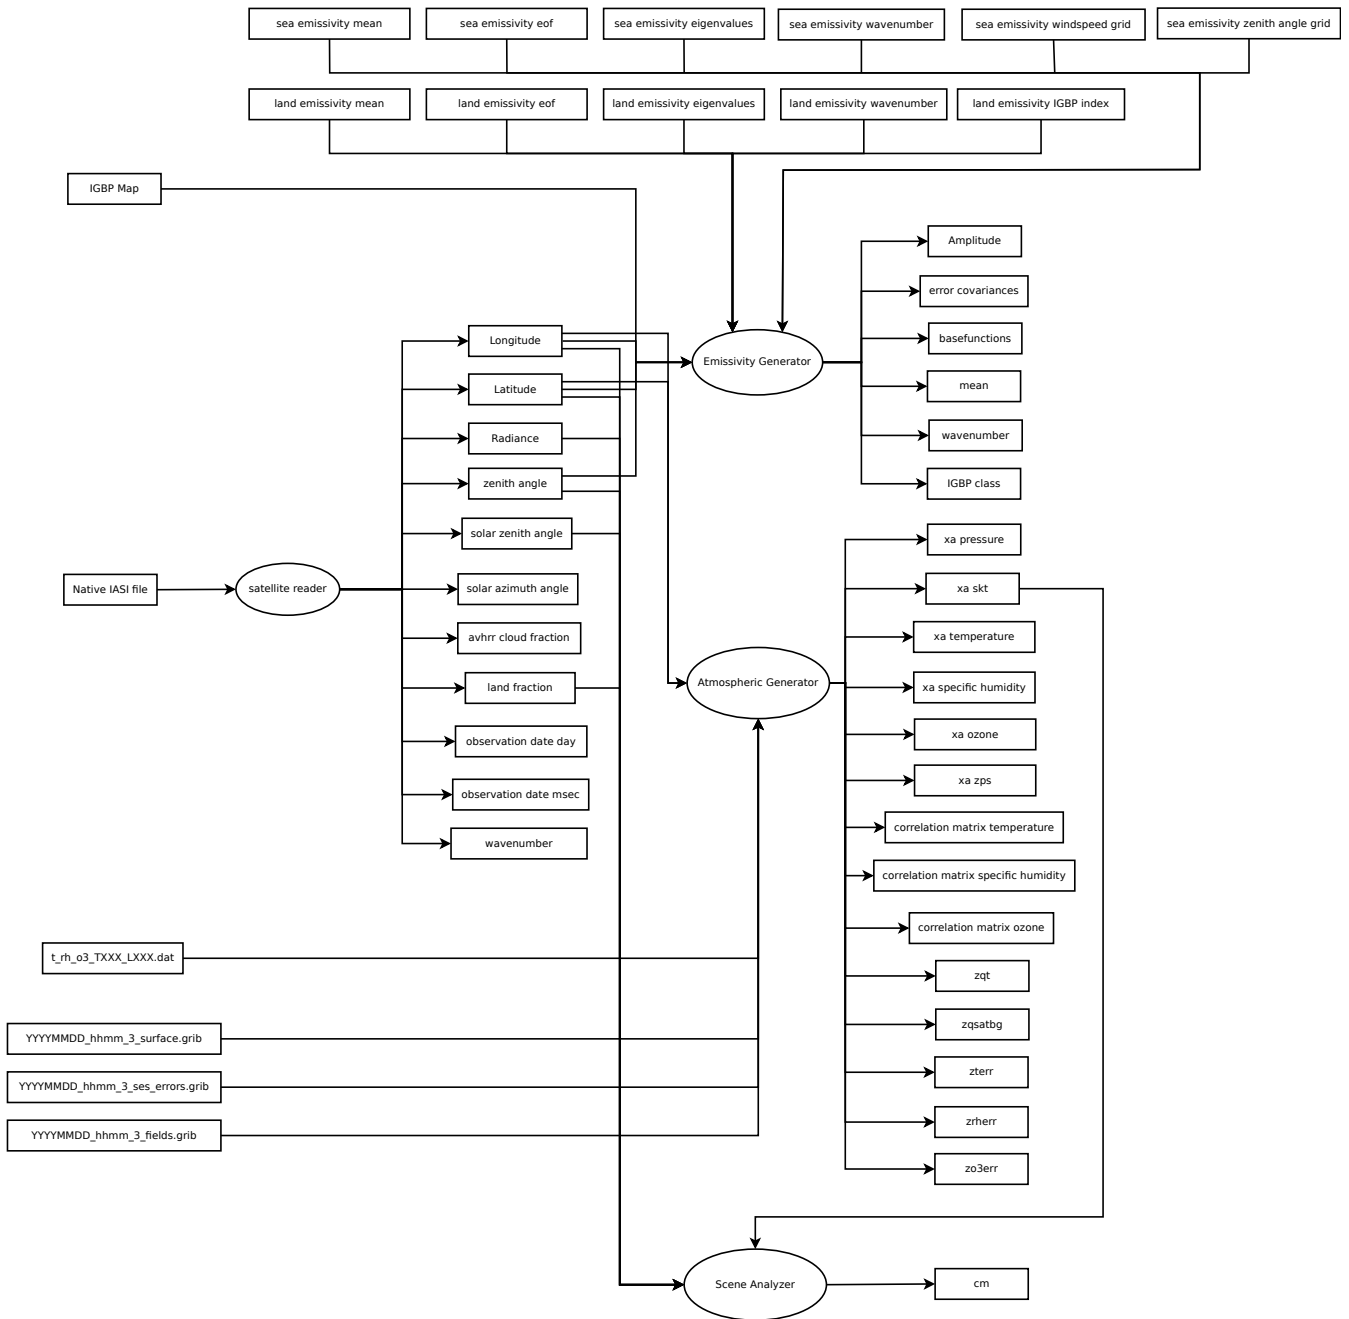 sea emissivity mean
sea emissivity eof
sea emissivity eigenvalues
sea emissivity wavenumber
sea emissivity windspeed grid
sea emissivity zenith angle grid
land emissivity mean
land emissivity eof
land emissivity eigenvalues
land emissivity wavenumber
land emissivity IGBP index
IGBP Map
Amplitude
error covariances
basefunctions
mean
wavenumber
IGBP class
Emissivity Generator
Longitude
Latitude
Radiance
zenith angle
solar zenith angle
solar azimuth angle
avhrr cloud fraction
land fraction
observation date day
observation date msec
wavenumber
Native IASI file
satellite reader
Atmospheric Generator
xa pressure
xa skt
xa temperature
xa specific humidity
xa ozone
xa zps
correlation matrix temperature
correlation matrix specific humidity
correlation matrix ozone
zqt
zqsatbg
zterr
zrherr
zo3err
t_rh_o3_TXXX_LXXX.dat
YYYYMMDD_hhmm_3_surface.grib
YYYYMMDD_hhmm_3_ses_errors.grib
YYYYMMDD_hhmm_3_fields.grib
Scene Analyzer
cm